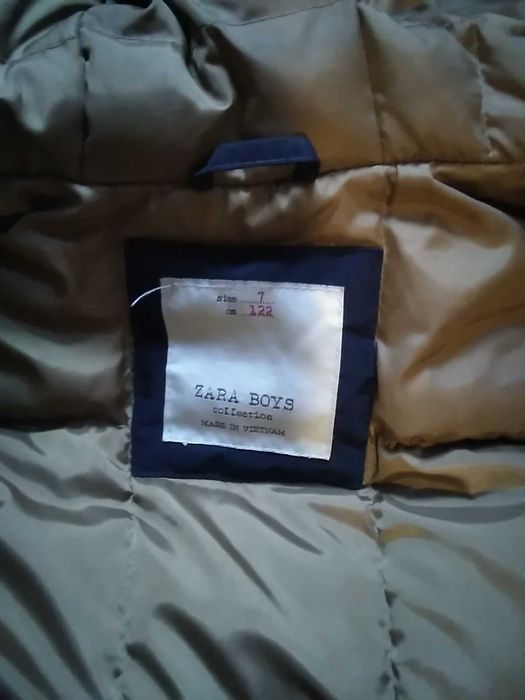 size 7
cm 122
ZARA BOYS
collection
MADE IN VIETNAM